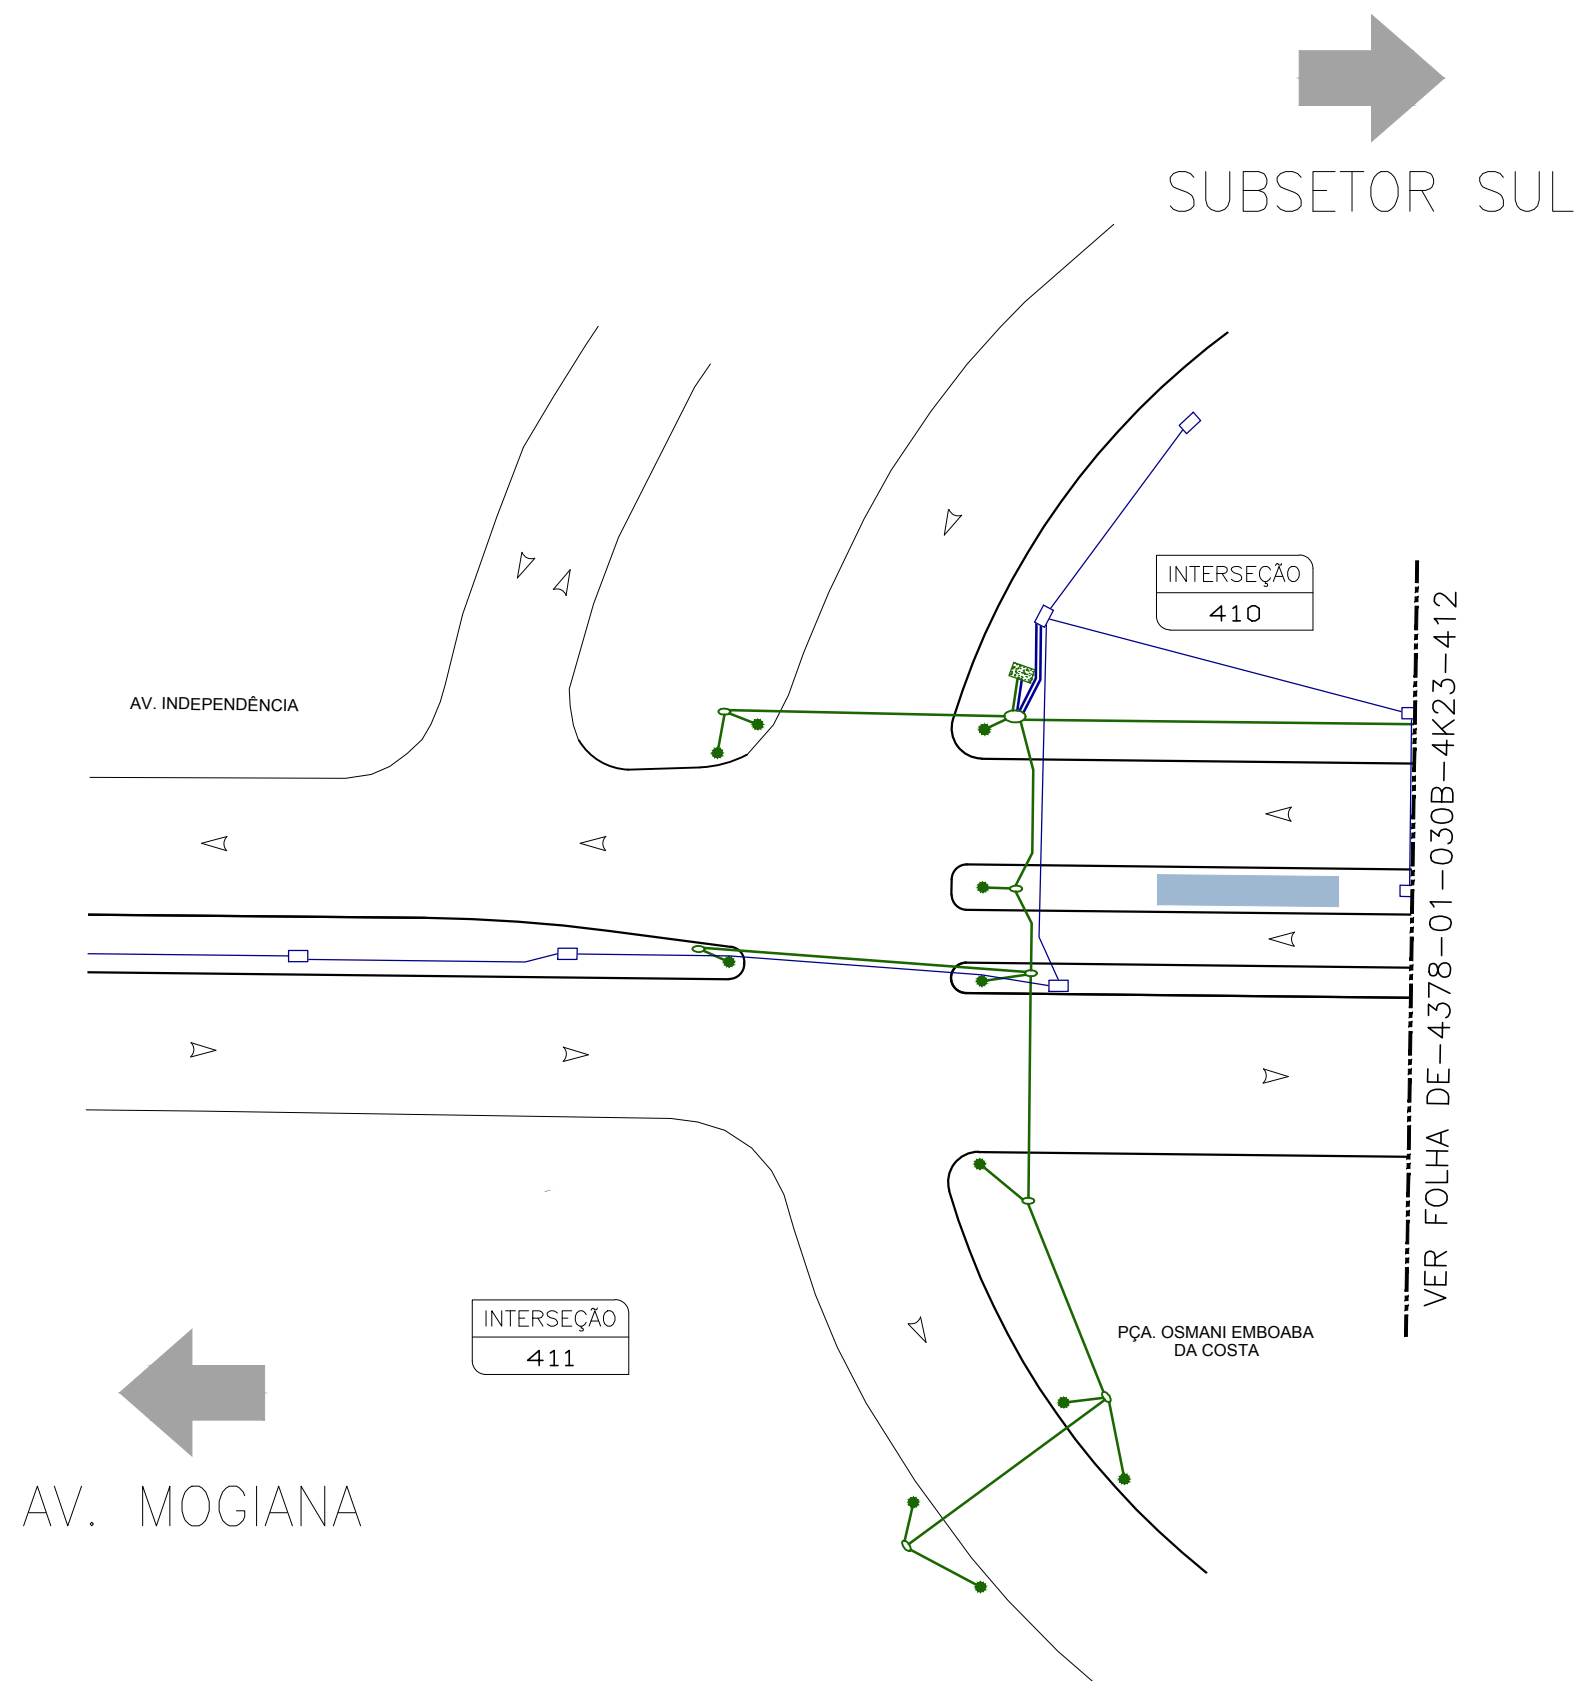 SUBSETOR SUL
INTERSEÇÃO
410
AV. INDEPENDÊNCIA
VER FOLHA DE-4378-01-030B-4K23-412
INTERSEÇÃO
411
PÇA. OSMANI EMBOABA
DA COSTA
AV. MOGIANA